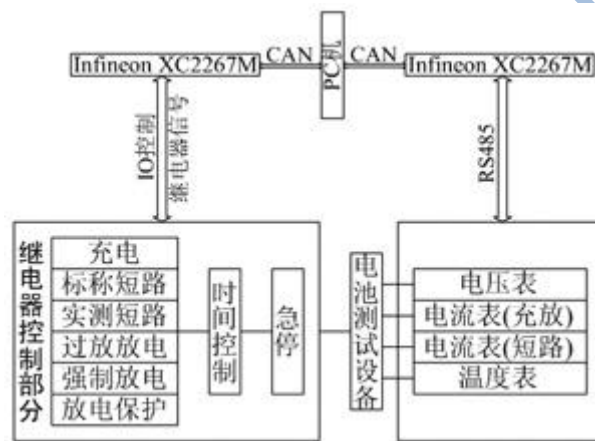 Infineon XC2267M
CAN
PC机
CAN
Infineon XC2267M
IO控制
继电器信号
RS485
继电器控制部分
充电
标称短路
实测短路
过放放电
强制放电
放电保护
时间控制
急停
电池测试设备
电压表
电流表(充放)
电流表(短路)
温度表